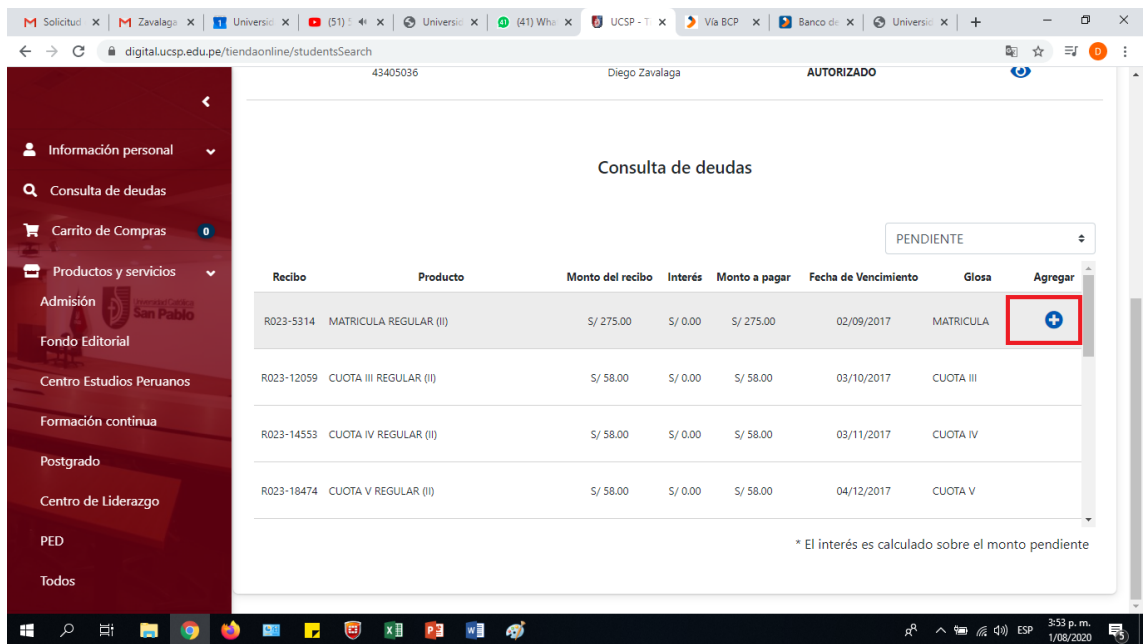 Solicitud
Zavalaga
Universid
(51)
Universid
(41) Wha
UCSP - Ti
Vía BCP
Banco de
Universid
digital.ucsp.edu.pe/tiendaonline/studentsSearch
D
43405036 Diego Zavalaga AUTORIZADO
Información personal
Consulta de deudas
Carrito de Compras 0
Productos y servicios
Admisión
Fondo Editorial
Centro Estudios Peruanos
Formación continua
Postgrado
Centro de Liderazgo
PED
Todos
Universidad Católica
San Pablo
Consulta de deudas
PENDIENTE
Recibo Producto Monto del recibo Interés Monto a pagar Fecha de Vencimiento Glosa Agregar
R023-5314 MATRICULA REGULAR (II) S/ 275.00 S/ 0.00 S/ 275.00 02/09/2017 MATRICULA
R023-12059 CUOTA III REGULAR (II) S/ 58.00 S/ 0.00 S/ 58.00 03/10/2017 CUOTA III
R023-14553 CUOTA IV REGULAR (II) S/ 58.00 S/ 0.00 S/ 58.00 03/11/2017 CUOTA IV
R023-18474 CUOTA V REGULAR (II) S/ 58.00 S/ 0.00 S/ 58.00 04/12/2017 CUOTA V
* El interés es calculado sobre el monto pendiente
ESP
3:53 p. m.
1/08/2020